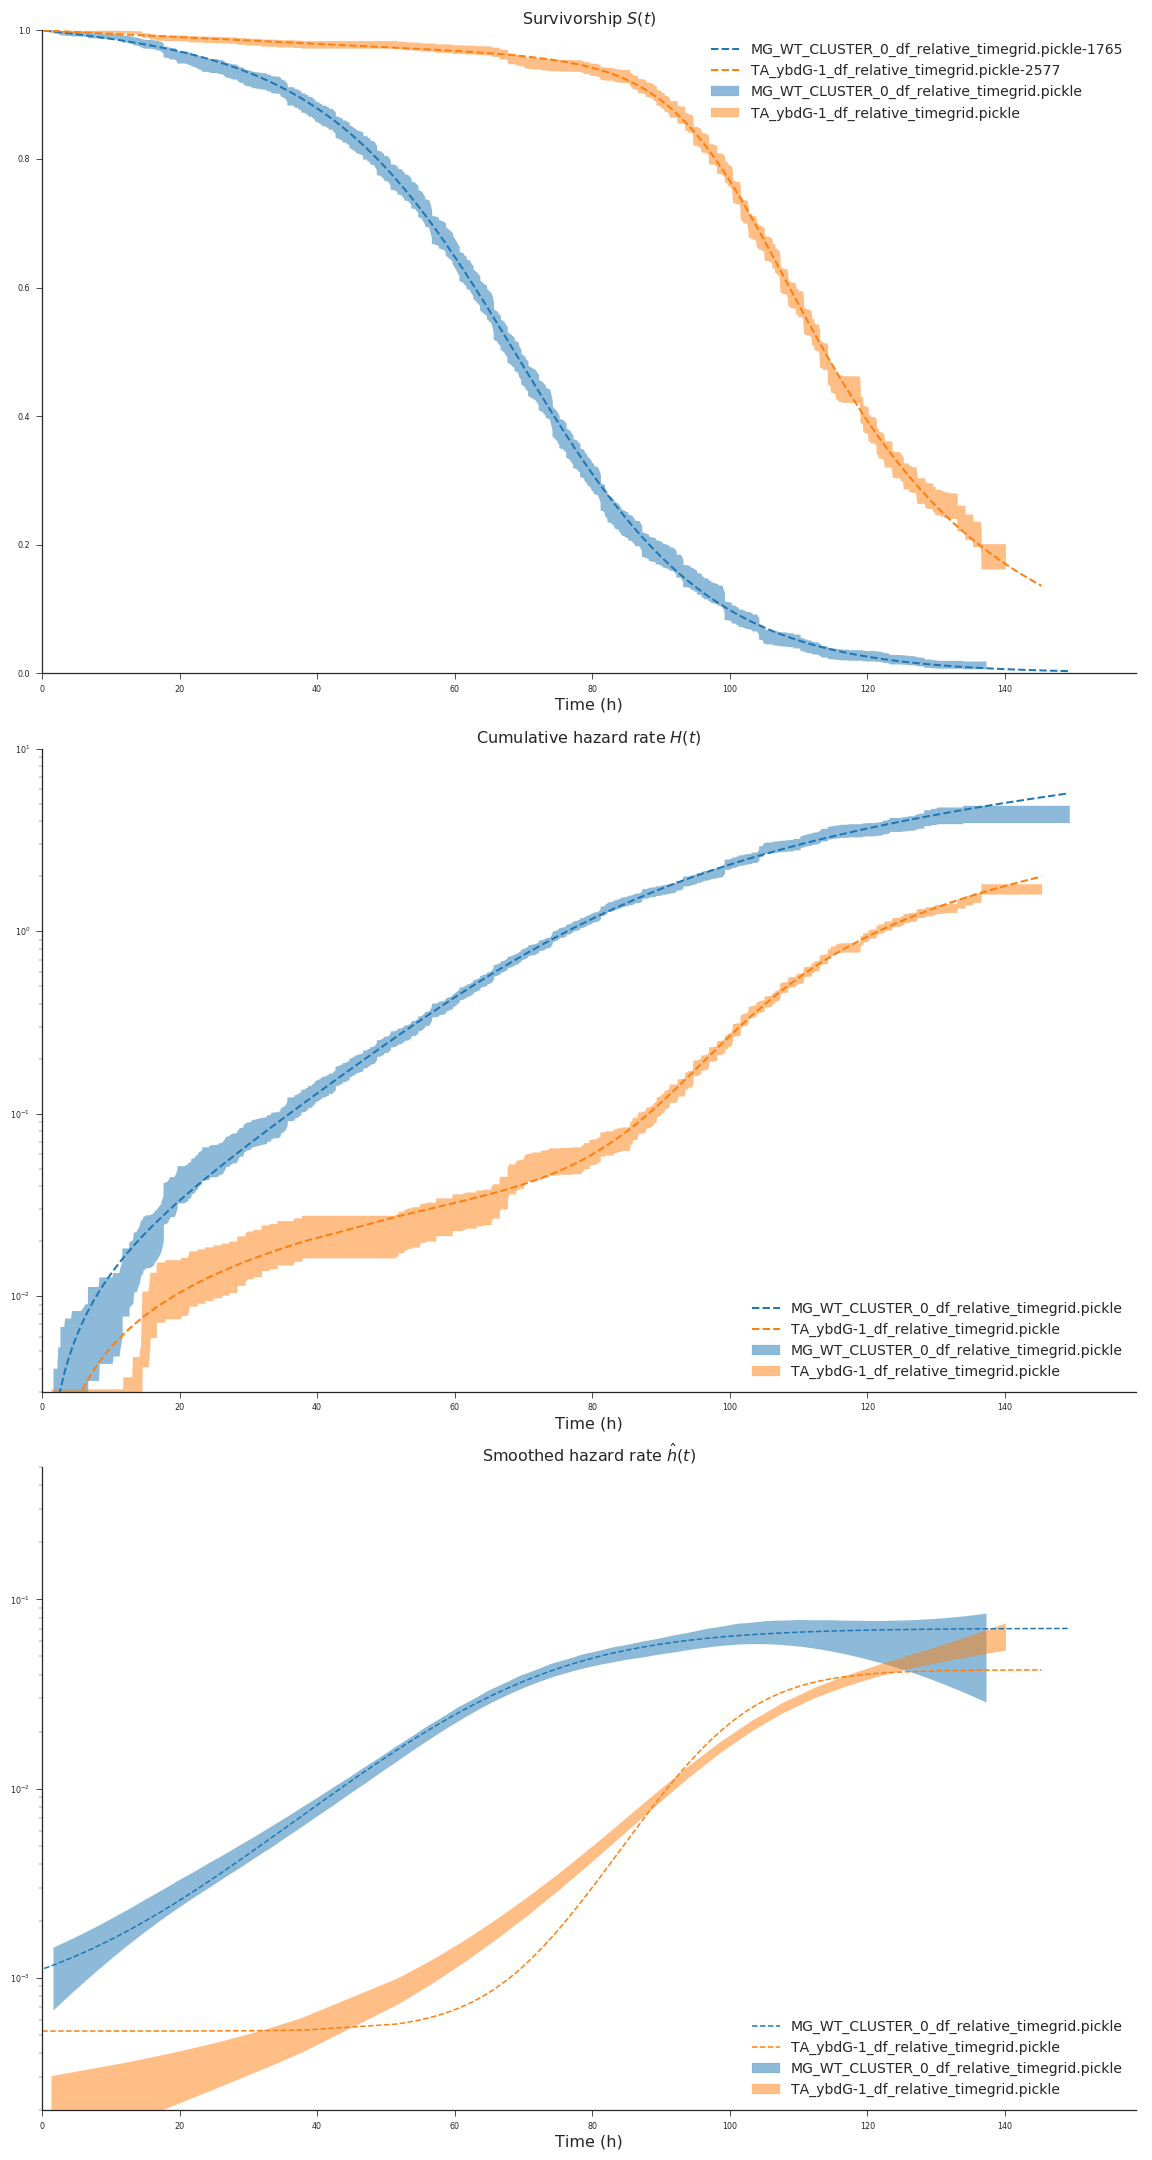 Survivorship S(t)
1.0
0.8
0.6
0.4
0.2
0.0
MG_WT_CLUSTER_0_df_relative_timegrid.pickle-1765
TA_ybdG-1_df_relative_timegrid.pickle-2577
MG_WT_CLUSTER_0_df_relative_timegrid.pickle
TA_ybdG-1_df_relative_timegrid.pickle
0 20 40 60 80 100 120 140
Time (h)
Cumulative hazard rate H(t)
10¹
10⁰
10⁻¹
10⁻²
MG_WT_CLUSTER_0_df_relative_timegrid.pickle
TA_ybdG-1_df_relative_timegrid.pickle
MG_WT_CLUSTER_0_df_relative_timegrid.pickle
TA_ybdG-1_df_relative_timegrid.pickle
0 20 40 60 80 100 120 140
Time (h)
Smoothed hazard rate ĥ(t)
10⁻¹
10⁻²
10⁻³
MG_WT_CLUSTER_0_df_relative_timegrid.pickle
TA_ybdG-1_df_relative_timegrid.pickle
MG_WT_CLUSTER_0_df_relative_timegrid.pickle
TA_ybdG-1_df_relative_timegrid.pickle
0 20 40 60 80 100 120 140
Time (h)